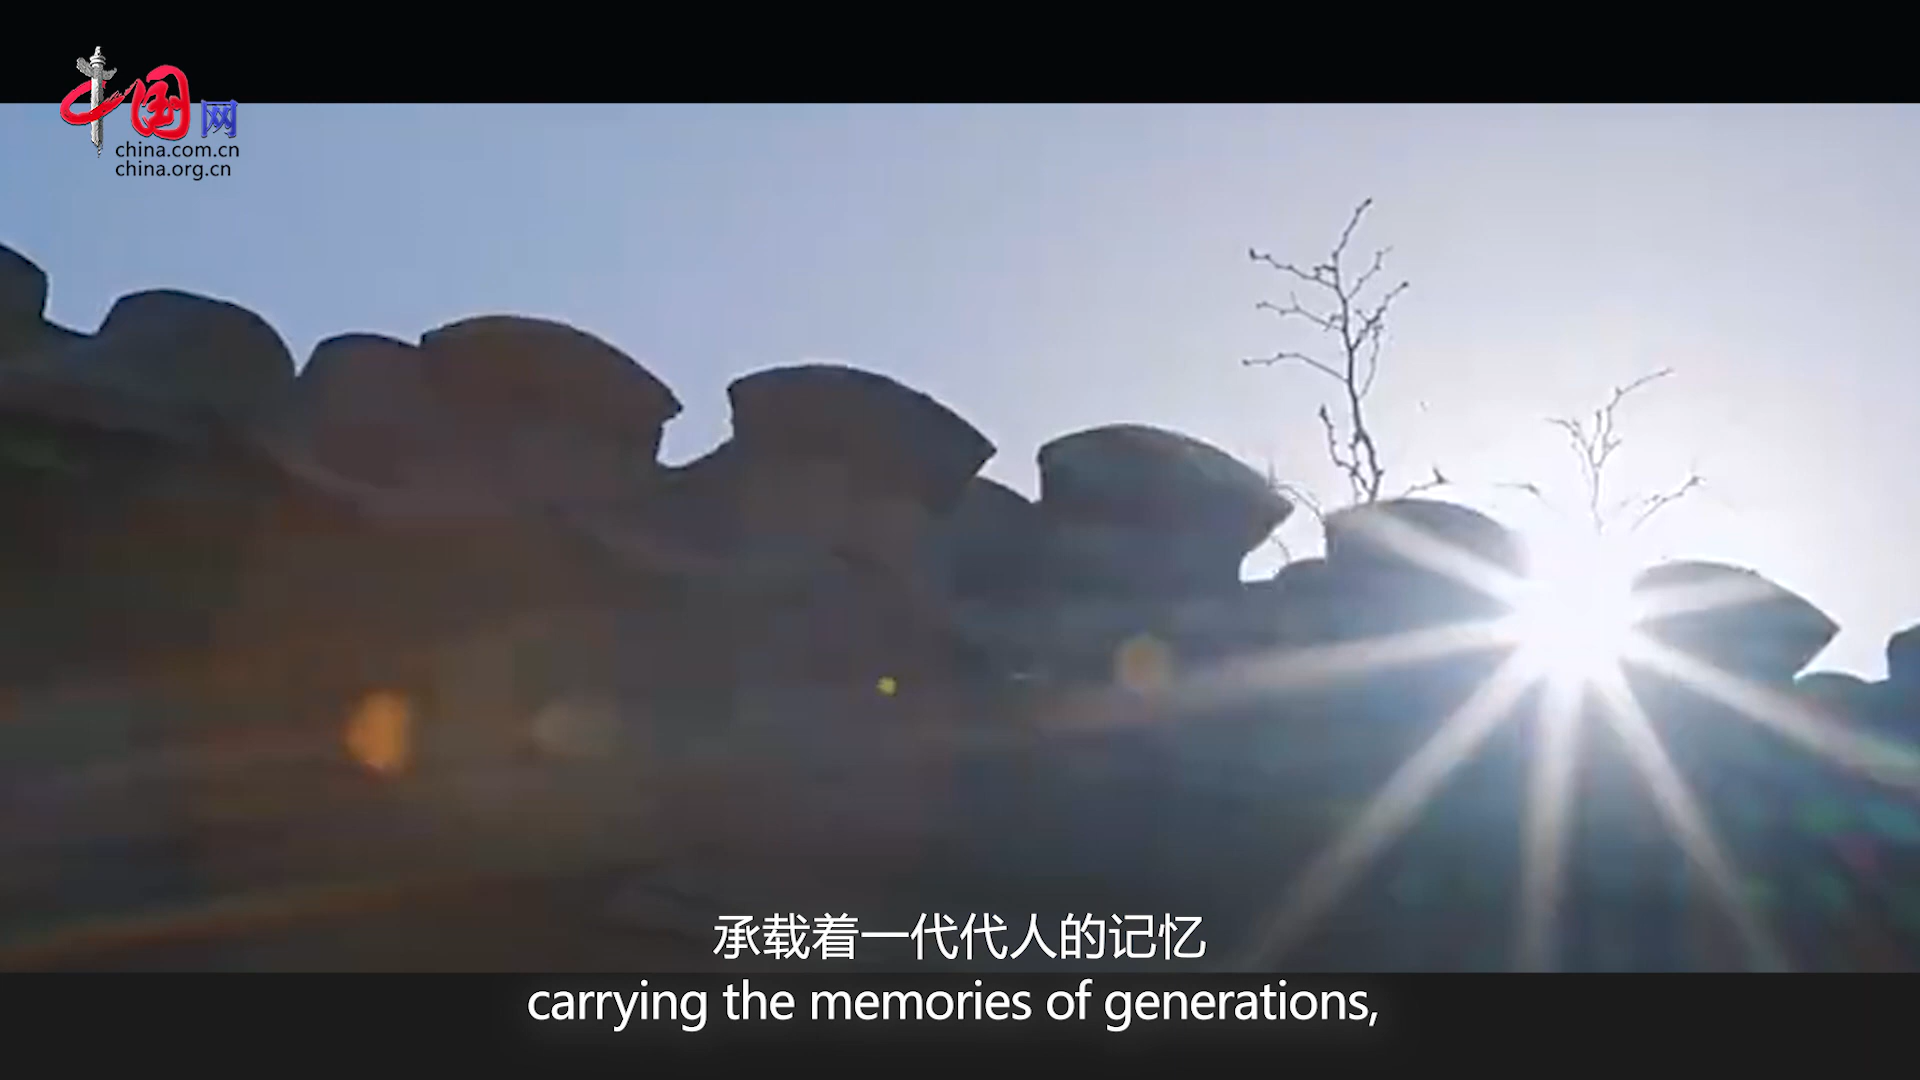 中国网
china.com.cn
china.org.cn
承载着一代代人的记忆
carrying the memories of generations,